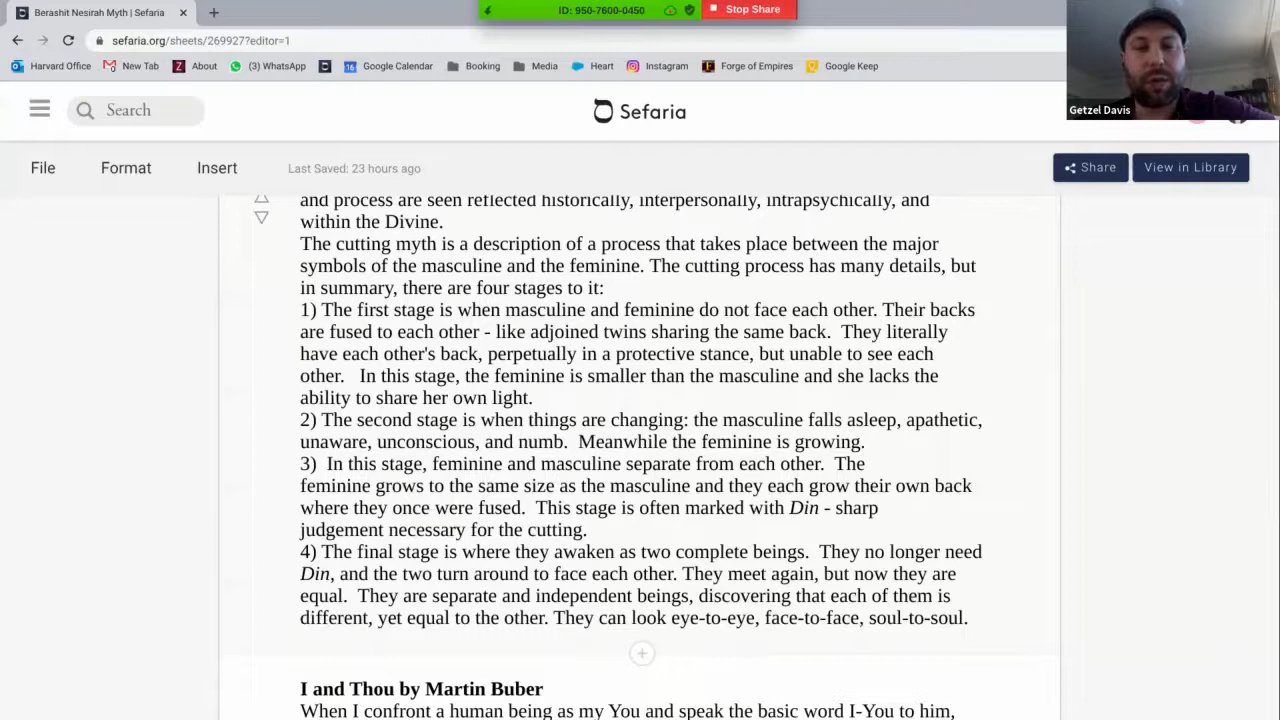 Berashit Nesirah Myth | Sefaria
ID: 950-7600-0450
Stop Share
sefaria.org/sheets/269927?editor=1
Harvard Office
New Tab
About
(3) WhatsApp
Google Calendar
Booking
Media
Heart
Instagram
Forge of Empires
Google Keep
Getzel Davis
Search
Sefaria
File
Format
Insert
Last Saved: 23 hours ago
Share
View in Library
and process are seen reflected historically, interpersonally, intrapsychically, and
within the Divine.
The cutting myth is a description of a process that takes place between the major
symbols of the masculine and the feminine. The cutting process has many details, but
in summary, there are four stages to it:
1) The first stage is when masculine and feminine do not face each other. Their backs
are fused to each other - like adjoined twins sharing the same back.  They literally
have each other's back, perpetually in a protective stance, but unable to see each
other.   In this stage, the feminine is smaller than the masculine and she lacks the
ability to share her own light.
2) The second stage is when things are changing: the masculine falls asleep, apathetic,
unaware, unconscious, and numb.  Meanwhile the feminine is growing.
3)  In this stage, feminine and masculine separate from each other.  The
feminine grows to the same size as the masculine and they each grow their own back
where they once were fused.  This stage is often marked with Din - sharp
judgement necessary for the cutting.
4) The final stage is where they awaken as two complete beings.  They no longer need
Din, and the two turn around to face each other. They meet again, but now they are
equal.  They are separate and independent beings, discovering that each of them is
different, yet equal to the other. They can look eye-to-eye, face-to-face, soul-to-soul.
I and Thou by Martin Buber
When I confront a human being as my You and speak the basic word I-You to him,